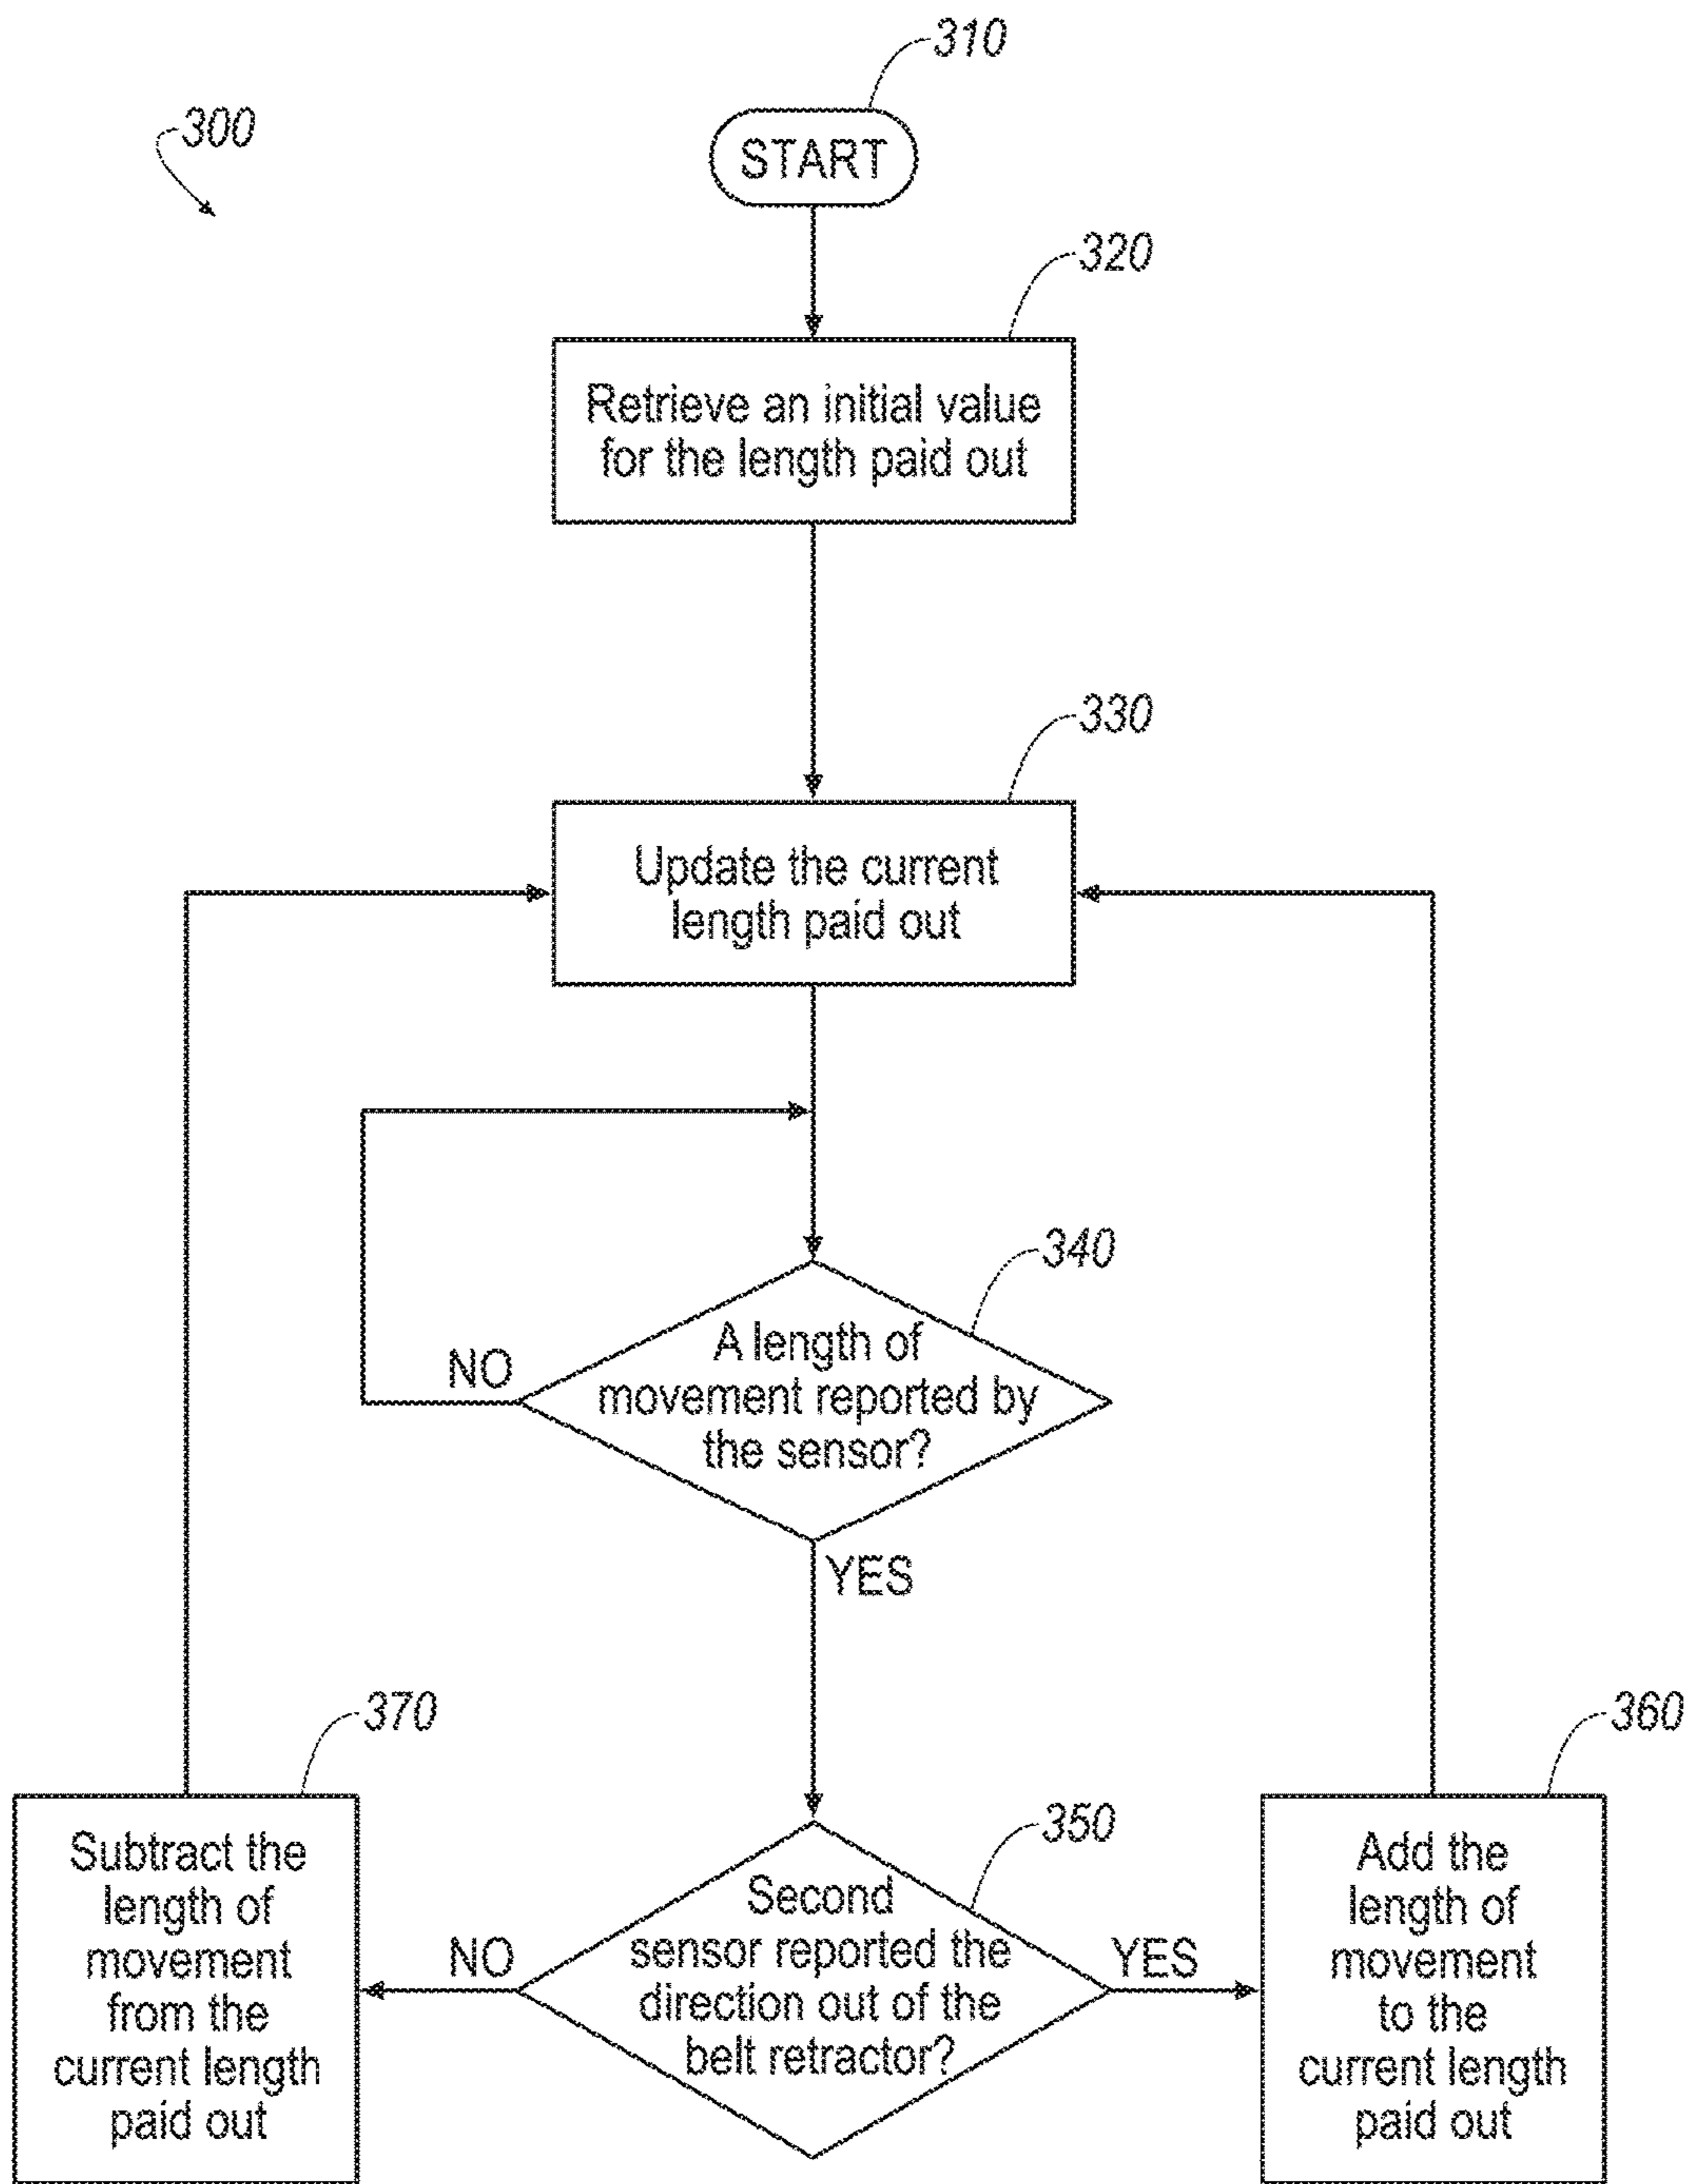 310
300
START
320
Retrieve an initial value
for the length paid out
330
Update the current
length paid out
340
A length of
movement reported by
the sensor?
NO
YES
370
360
350
Subtract the
length of
movement
from the
current length
paid out
NO
Second
sensor reported the
direction out of the
belt retractor?
YES
Add the
length of
movement
to the
current length
paid out